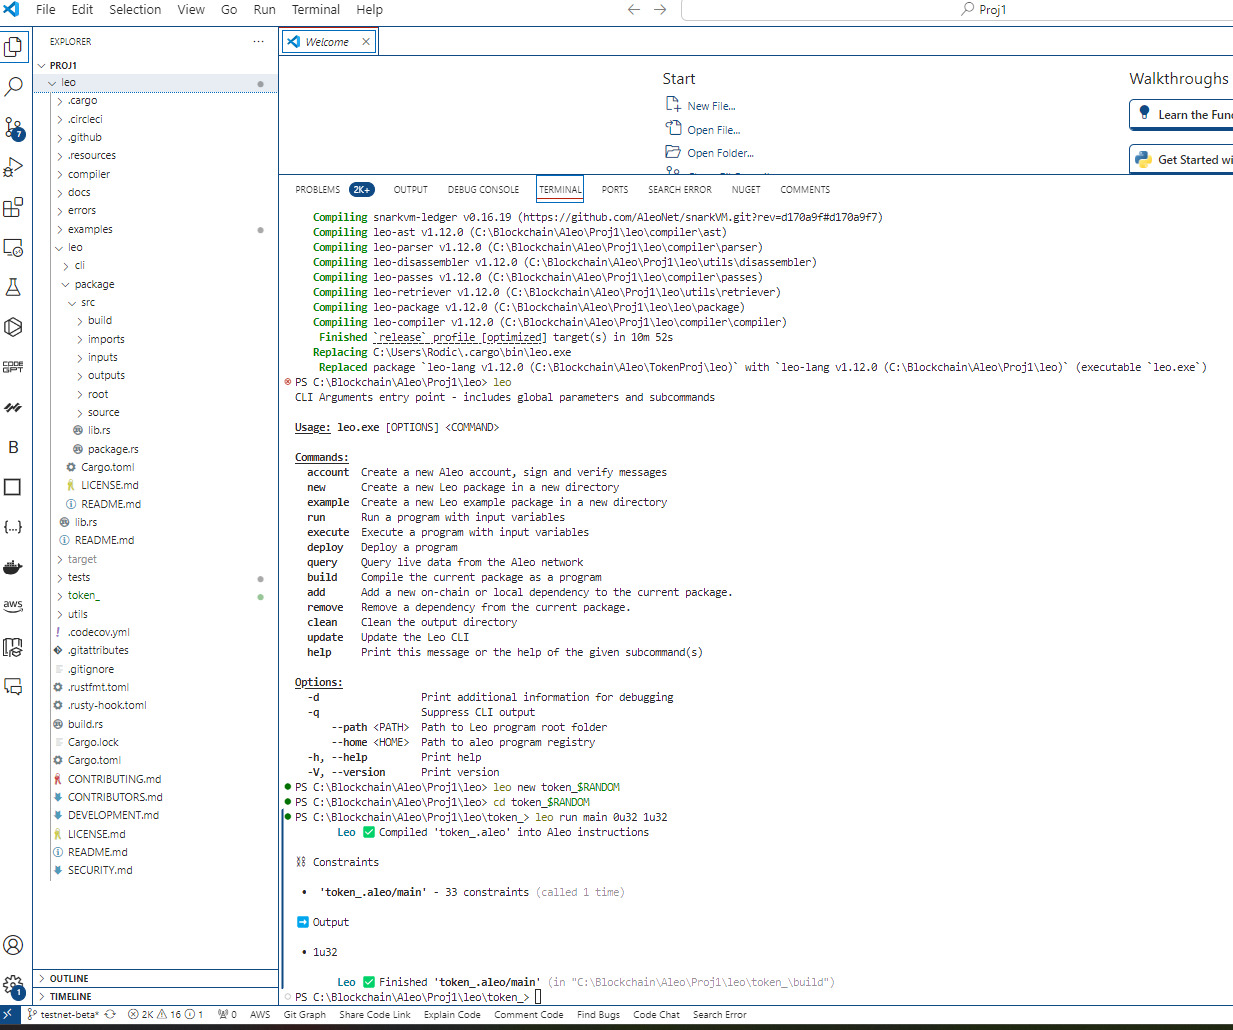 File Edit Selection View Go Run Terminal Help
Proj1
EXPLORER
PROJ1
leo
.cargo
.circleci
7
.github
.resources
compiler
docs
errors
examples
leo
cli
package
src
build
imports
inputs
outputs
root
source
lib.rs
package.rs
Cargo.toml
LICENSE.md
README.md
lib.rs
README.md
target
tests
token_
utils
.codecov.yml
.gitattributes
.gitignore
.rustfmt.toml
.rusty-hook.toml
build.rs
Cargo.lock
Cargo.toml
CONTRIBUTING.md
CONTRIBUTORS.md
DEVELOPMENT.md
LICENSE.md
README.md
SECURITY.md
OUTLINE
TIMELINE
CODE
GPT
B
{...}
aws
1
Welcome
Start
New File...
Open File...
Open Folder...
Walkthroughs
Learn the Fun
Get Started wi
PROBLEMS 2K+ OUTPUT DEBUG CONSOLE TERMINAL PORTS SEARCH ERROR NUGET COMMENTS
Compiling snarkvm-ledger v0.16.19 (https://github.com/AleoNet/snarkVM.git?rev=d170a9f#d170a9f7)
Compiling leo-ast v1.12.0 (C:\Blockchain\Aleo\Proj1\leo\compiler\ast)
Compiling leo-parser v1.12.0 (C:\Blockchain\Aleo\Proj1\leo\compiler\parser)
Compiling leo-disassembler v1.12.0 (C:\Blockchain\Aleo\Proj1\leo\utils\disassembler)
Compiling leo-passes v1.12.0 (C:\Blockchain\Aleo\Proj1\leo\compiler\passes)
Compiling leo-retriever v1.12.0 (C:\Blockchain\Aleo\Proj1\leo\utils\retriever)
Compiling leo-package v1.12.0 (C:\Blockchain\Aleo\Proj1\leo\leo\package)
Compiling leo-compiler v1.12.0 (C:\Blockchain\Aleo\Proj1\leo\compiler\compiler)
Finished `release` profile [optimized] target(s) in 10m 52s
Replacing C:\Users\Rodic\.cargo\bin\leo.exe
Replaced package `leo-lang v1.12.0 (C:\Blockchain\Aleo\TokenProj\leo)` with `leo-lang v1.12.0 (C:\Blockchain\Aleo\Proj1\leo)` (executable `leo.exe`)
PS C:\Blockchain\Aleo\Proj1\leo> leo
CLI Arguments entry point - includes global parameters and subcommands
Usage: leo.exe [OPTIONS] <COMMAND>
Commands:
account Create a new Aleo account, sign and verify messages
new Create a new Leo package in a new directory
example Create a new Leo example package in a new directory
run Run a program with input variables
execute Execute a program with input variables
deploy Deploy a program
query Query live data from the Aleo network
build Compile the current package as a program
add Add a new on-chain or local dependency to the current package.
remove Remove a dependency from the current package.
clean Clean the output directory
update Update the Leo CLI
help Print this message or the help of the given subcommand(s)
Options:
-d Print additional information for debugging
-q Suppress CLI output
--path <PATH> Path to Leo program root folder
--home <HOME> Path to aleo program registry
-h, --help Print help
-V, --version Print version
PS C:\Blockchain\Aleo\Proj1\leo> leo new token_$RANDOM
PS C:\Blockchain\Aleo\Proj1\leo> cd token_$RANDOM
PS C:\Blockchain\Aleo\Proj1\leo\token_> leo run main 0u32 1u32
Leo ✅ Compiled 'token_.aleo' into Aleo instructions
⛓ Constraints
• 'token_.aleo/main' - 33 constraints (called 1 time)
➡ Output
• 1u32
Leo ✅ Finished 'token_.aleo/main' (in "C:\Blockchain\Aleo\Proj1\leo\token_\build")
PS C:\Blockchain\Aleo\Proj1\leo\token_>
testnet-beta* 2K 16 1 0 AWS Git Graph Share Code Link Explain Code Comment Code Find Bugs Code Chat Search Error